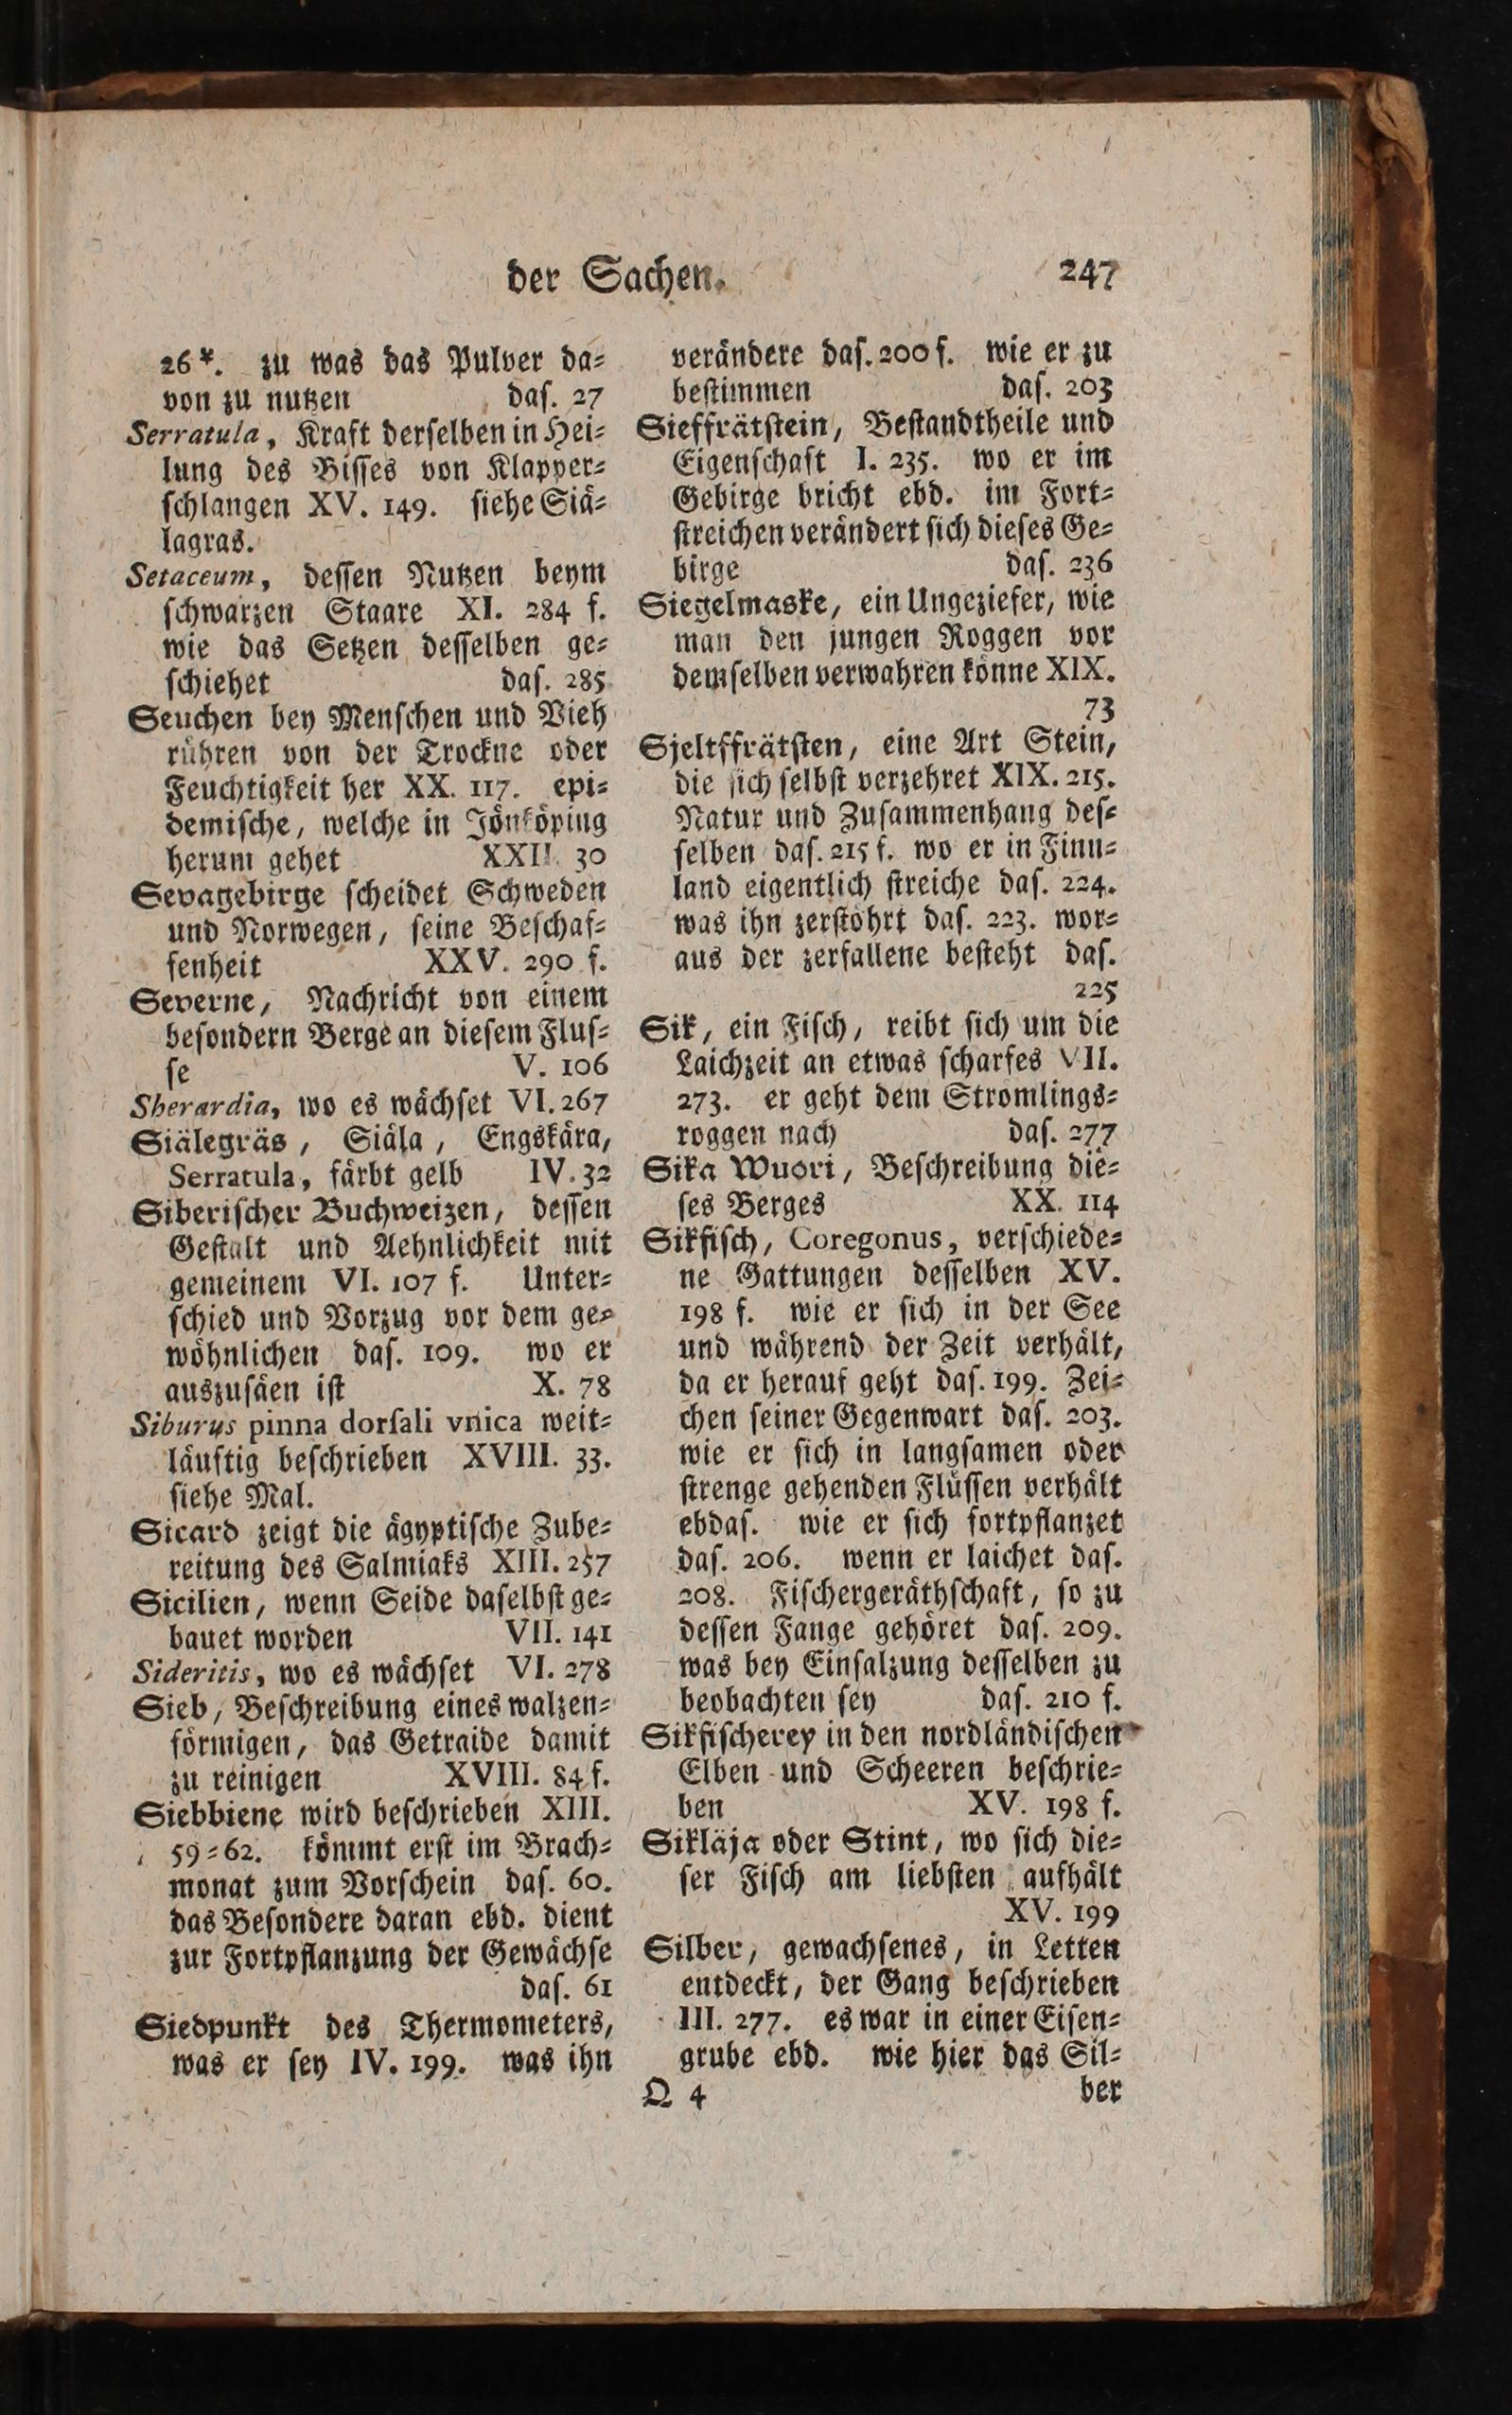 der Sachen. 247
26*. zu was das Pulver da⸗
von zu nutzen daſ. 27
Serratula, Kraft derſelben in Hei⸗
lung des Biſſes von Klapper⸗
ſchlangen XV. 149. ſiehe Siä⸗
lagras.
Setaceum, deſſen Nutzen beym
ſchwarzen Staare XI. 284 f.
wie das Setzen deſſelben ge⸗
ſchiehet daſ. 285
Seuchen bey Menſchen und Vieh
rühren von der Trockne oder
Feuchtigkeit her XX. 117. epi⸗
demiſche, welche in Jönköping
herum gehet XXII. 30
Sevagebirge ſcheidet Schweden
und Norwegen, ſeine Beſchaf⸗
fenheit XXV. 290 f.
Severne, Nachricht von einem
beſondern Berge an dieſem Fluſ⸗
ſe V. 106
Sherardia, wo es wächſet VI. 267
Siälegräs, Siäla, Engskära,
Serratula, färbt gelb IV. 32
Siberiſcher Buchweizen, deſſen
Geſtalt und Aehnlichkeit mit
gemeinem VI. 107 f. Unter⸗
ſchied und Vorzug vor dem ge⸗
wöhnlichen daſ. 109. wo er
auszuſäen iſt X. 78
Siburus pinna dorſali vnica weit⸗
läuftig beſchrieben XVIII. 33.
ſiehe Mal.
Sicard zeigt die ägyptiſche Zube⸗
reitung des Salmiaks XIII. 257
Sicilien, wenn Seide daſelbſt ge⸗
bauet worden VII. 141
Sideritis, wo es wächſet VI. 278
Sieb, Beſchreibung eines walzen⸗
förmigen, das Getraide damit
zu reinigen XVIII. 84 f.
Siebbiene wird beſchrieben XIII.
59⸗62. kömmt erſt im Brach⸗
monat zum Vorſchein daſ. 60.
das Beſondere daran ebd. dient
zur Fortpflanzung der Gewächſe
daſ. 61
Siedpunkt des Thermometers,
was er ſey IV. 199. was ihn
verändere daſ. 200 f. wie er zu
beſtimmen daſ. 203
Sieffrätſtein, Beſtandtheile und
Eigenſchaft I. 235. wo er im
Gebirge bricht ebd. im Fort⸗
ſtreichen verändert ſich dieſes Ge⸗
birge daſ. 236
Siegelmaske, ein Ungeziefer, wie
man den jungen Roggen vor
demſelben verwahren könne XIX.
73
Sjeltffrätſten, eine Art Stein,
die ſich ſelbſt verzehret XIX. 215.
Natur und Zuſammenhang deſ⸗
ſelben daſ. 215 f. wo er in Finn⸗
land eigentlich ſtreiche daſ. 224.
was ihn zerſtöhrt daſ. 223. wor⸗
aus der zerfallene beſteht daſ.
225
Sik, ein Fiſch, reibt ſich um die
Laichzeit an etwas ſcharfes VII.
273. er geht dem Stromlings⸗
roggen nach daſ. 277
Sika Wuori, Beſchreibung die⸗
ſes Berges XX. 114
Sikfiſch, Coregonus, verſchiede⸗
ne Gattungen deſſelben XV.
198 f. wie er ſich in der See
und während der Zeit verhält,
da er herauf geht daſ. 199. Zei⸗
chen ſeiner Gegenwart daſ. 203.
wie er ſich in langſamen oder
ſtrenge gehenden Flüſſen verhält
ebdaſ. wie er ſich fortpflanzet
daſ. 206. wenn er laichet daſ.
208. Fiſchergeräthſchaft, ſo zu
deſſen Fange gehöret daſ. 209.
was bey Einſalzung deſſelben zu
beobachten ſey daſ. 210 f.
Sikfiſcherey in den nordländiſchen
Elben und Scheeren beſchrie⸗
ben XV. 198 f.
Sikläja oder Stint, wo ſich die⸗
ſer Fiſch am liebſten aufhält
XV. 199
Silber, gewachſenes, in Letten
entdeckt, der Gang beſchrieben
III. 277. es war in einer Eiſen⸗
grube ebd. wie hier das Sil⸗
Q 4 ber